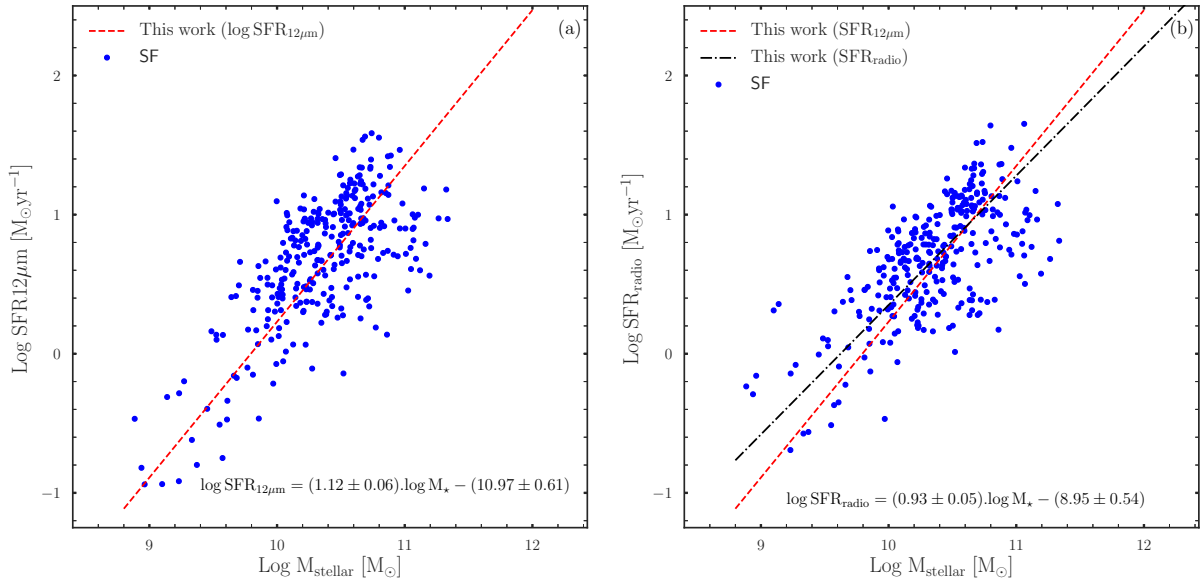 This work (log SFR12μm)
SF
(a)
2
1
0
−1
Log SFR12μm [M⊙yr−1]
log SFR12μm = (1.12 ± 0.06).log M⋆ − (10.97 ± 0.61)
9 10 11 12
Log Mstellar [M⊙]
This work (SFR12μm)
This work (SFRradio)
SF
(b)
2
1
0
−1
Log SFRradio [M⊙yr−1]
log SFRradio = (0.93 ± 0.05).log M⋆ − (8.95 ± 0.54)
9 10 11 12
Log Mstellar [M⊙]